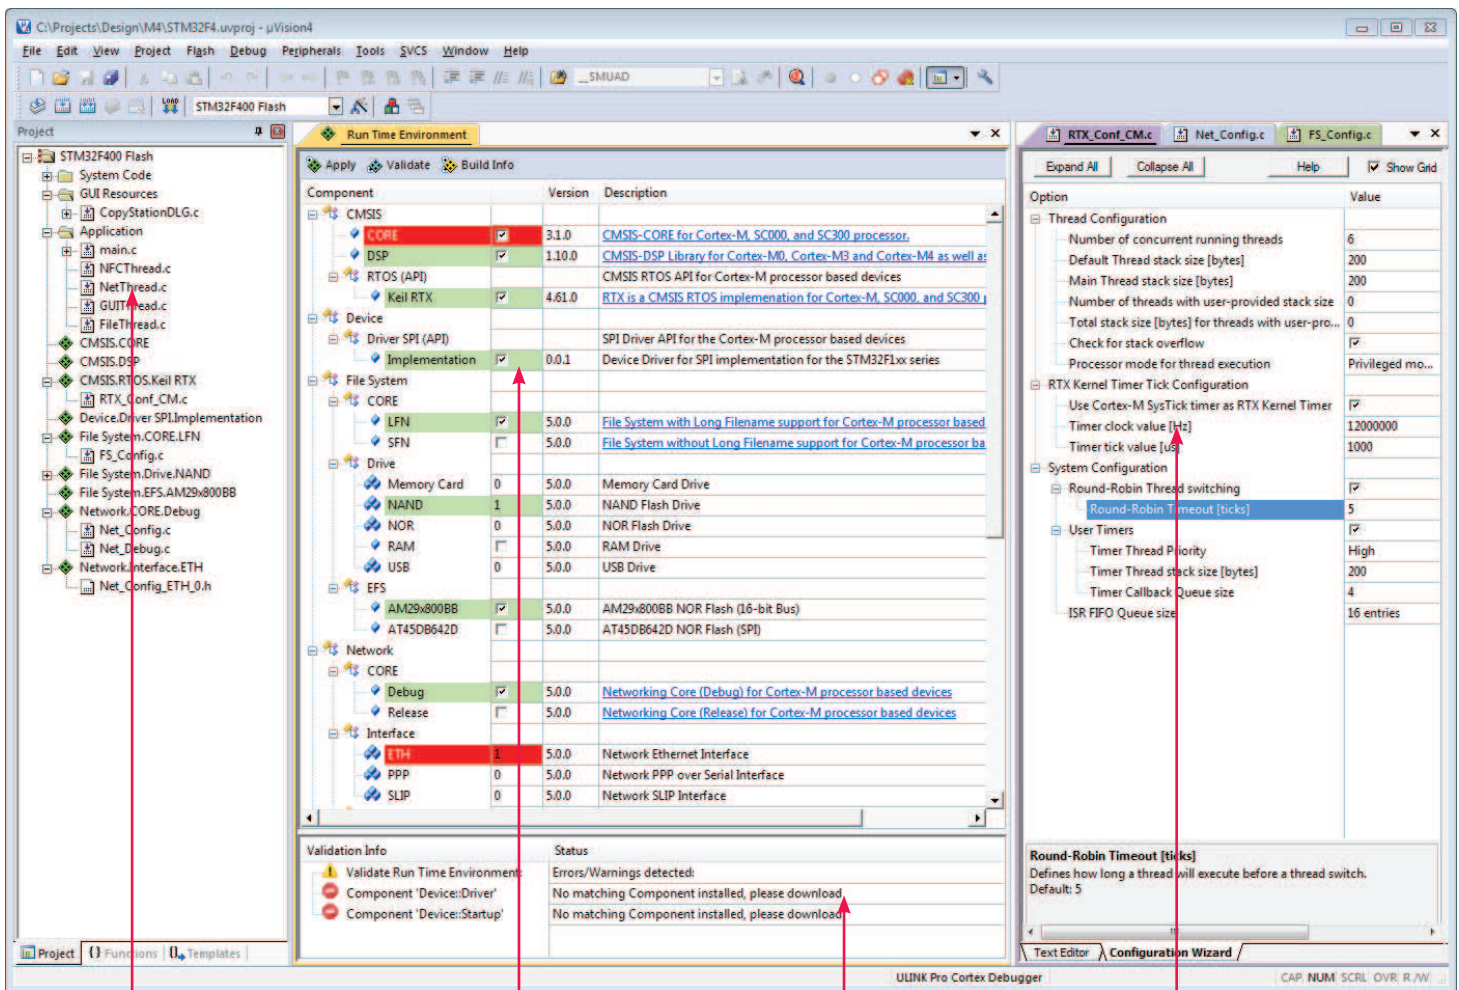 C:\Projects\Design\M4\STM32F4.uvproj - µVision4
File Edit View Project Flash Debug Peripherals Tools SVCS Window Help
__SMUAD
LOAD STM32F400 Flash
Project
STM32F400 Flash
System Code
GUI Resources
CopyStationDLG.c
Application
main.c
NFCThread.c
NetThread.c
GUIThread.c
FileThread.c
CMSIS.CORE
CMSIS.DSP
CMSIS.RTOS.Keil RTX
RTX_Conf_CM.c
Device.Driver SPI.Implementation
File System.CORE.LFN
FS_Config.c
File System.Drive.NAND
File System.EFS.AM29x800BB
Network.CORE.Debug
Net_Config.c
Net_Debug.c
Network.Interface.ETH
Net_Config_ETH_0.h
Project Functions Templates
Run Time Environment
Apply Validate Build Info
Component Version Description
CMSIS
CORE 3.1.0 CMSIS-CORE for Cortex-M, SC000, and SC300 processor.
DSP 1.10.0 CMSIS-DSP Library for Cortex-M0, Cortex-M3 and Cortex-M4 as well as
RTOS (API) CMSIS RTOS API for Cortex-M processor based devices
Keil RTX 4.61.0 RTX is a CMSIS RTOS implemenation for Cortex-M, SC000, and SC300 p
Device
Driver SPI (API) SPI Driver API for the Cortex-M processor based devices
Implementation 0.0.1 Device Driver for SPI implementation for the STM32F1xx series
File System
CORE
LFN 5.0.0 File System with Long Filename support for Cortex-M processor based
SFN 5.0.0 File System without Long Filename support for Cortex-M processor ba
Drive
Memory Card 0 5.0.0 Memory Card Drive
NAND 1 5.0.0 NAND Flash Drive
NOR 0 5.0.0 NOR Flash Drive
RAM 5.0.0 RAM Drive
USB 0 5.0.0 USB Drive
EFS
AM29x800BB 5.0.0 AM29x800BB NOR Flash (16-bit Bus)
AT45DB642D 5.0.0 AT45DB642D NOR Flash (SPI)
Network
CORE
Debug 5.0.0 Networking Core (Debug) for Cortex-M processor based devices
Release 5.0.0 Networking Core (Release) for Cortex-M processor based devices
Interface
ETH 1 5.0.0 Network Ethernet Interface
PPP 0 5.0.0 Network PPP over Serial Interface
SLIP 0 5.0.0 Network SLIP Interface
Validation Info Status
Validate Run Time Environment: Errors/Warnings detected:
Component 'Device::Driver' No matching Component installed, please download
Component 'Device::Startup' No matching Component installed, please download
RTX_Conf_CM.c Net_Config.c FS_Config.c
Expand All Collapse All Help Show Grid
Option Value
Thread Configuration
Number of concurrent running threads 6
Default Thread stack size [bytes] 200
Main Thread stack size [bytes] 200
Number of threads with user-provided stack size 0
Total stack size [bytes] for threads with user-pro... 0
Check for stack overflow
Processor mode for thread execution Privileged mo...
RTX Kernel Timer Tick Configuration
Use Cortex-M SysTick timer as RTX Kernel Timer
Timer clock value [Hz] 12000000
Timer tick value [us] 1000
System Configuration
Round-Robin Thread switching
Round-Robin Timeout [ticks] 5
User Timers
Timer Thread Priority High
Timer Thread stack size [bytes] 200
Timer Callback Queue size 4
ISR FIFO Queue size 16 entries
Round-Robin Timeout [ticks]
Defines how long a thread will execute before a thread switch.
Default: 5
Text Editor Configuration Wizard
ULINK Pro Cortex Debugger CAP NUM SCRL OVR R/W